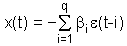 x(t) = -∑_{i=1}^{q} β_i ε(t-i)